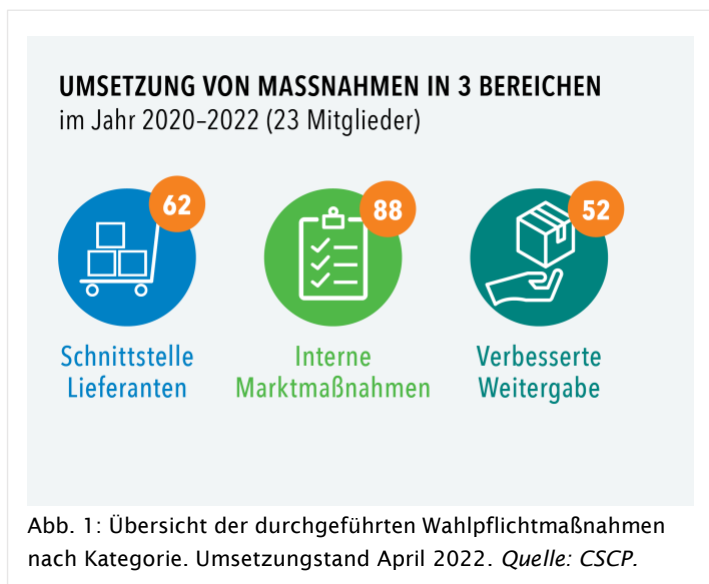 UMSETZUNG VON MASSNAHMEN IN 3 BEREICHEN
im Jahr 2020–2022 (23 Mitglieder)
62
88
52
Schnittstelle
Lieferanten
Interne
Marktmaßnahmen
Verbesserte
Weitergabe
Abb. 1: Übersicht der durchgeführten Wahlpflichtmaßnahmen
nach Kategorie. Umsetzungstand April 2022. Quelle: CSCP.